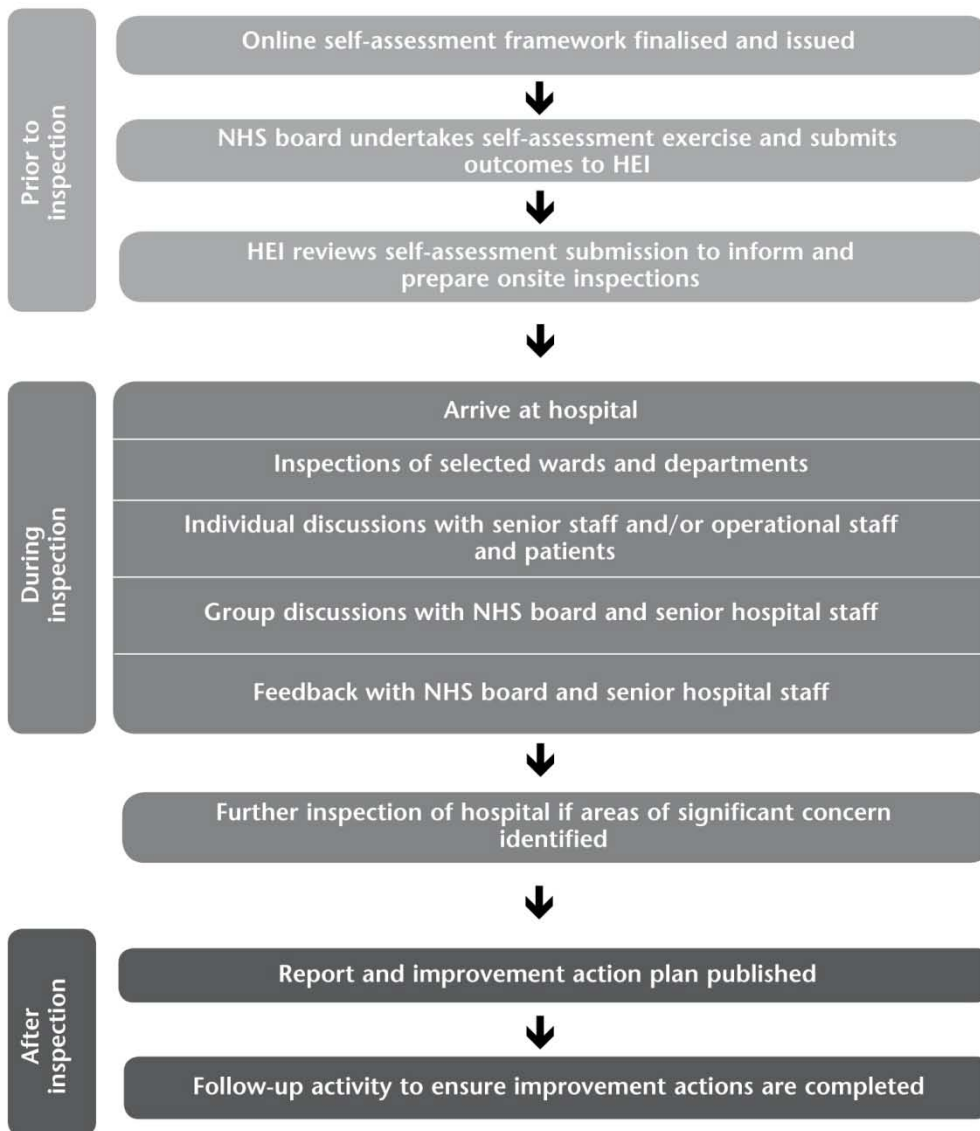 Prior to
inspection
Online self-assessment framework finalised and issued
NHS board undertakes self-assessment exercise and submits
outcomes to HEI
HEI reviews self-assessment submission to inform and
prepare onsite inspections
During
inspection
Arrive at hospital
Inspections of selected wards and departments
Individual discussions with senior staff and/or operational staff
and patients
Group discussions with NHS board and senior hospital staff
Feedback with NHS board and senior hospital staff
Further inspection of hospital if areas of significant concern
identified
After
inspection
Report and improvement action plan published
Follow-up activity to ensure improvement actions are completed